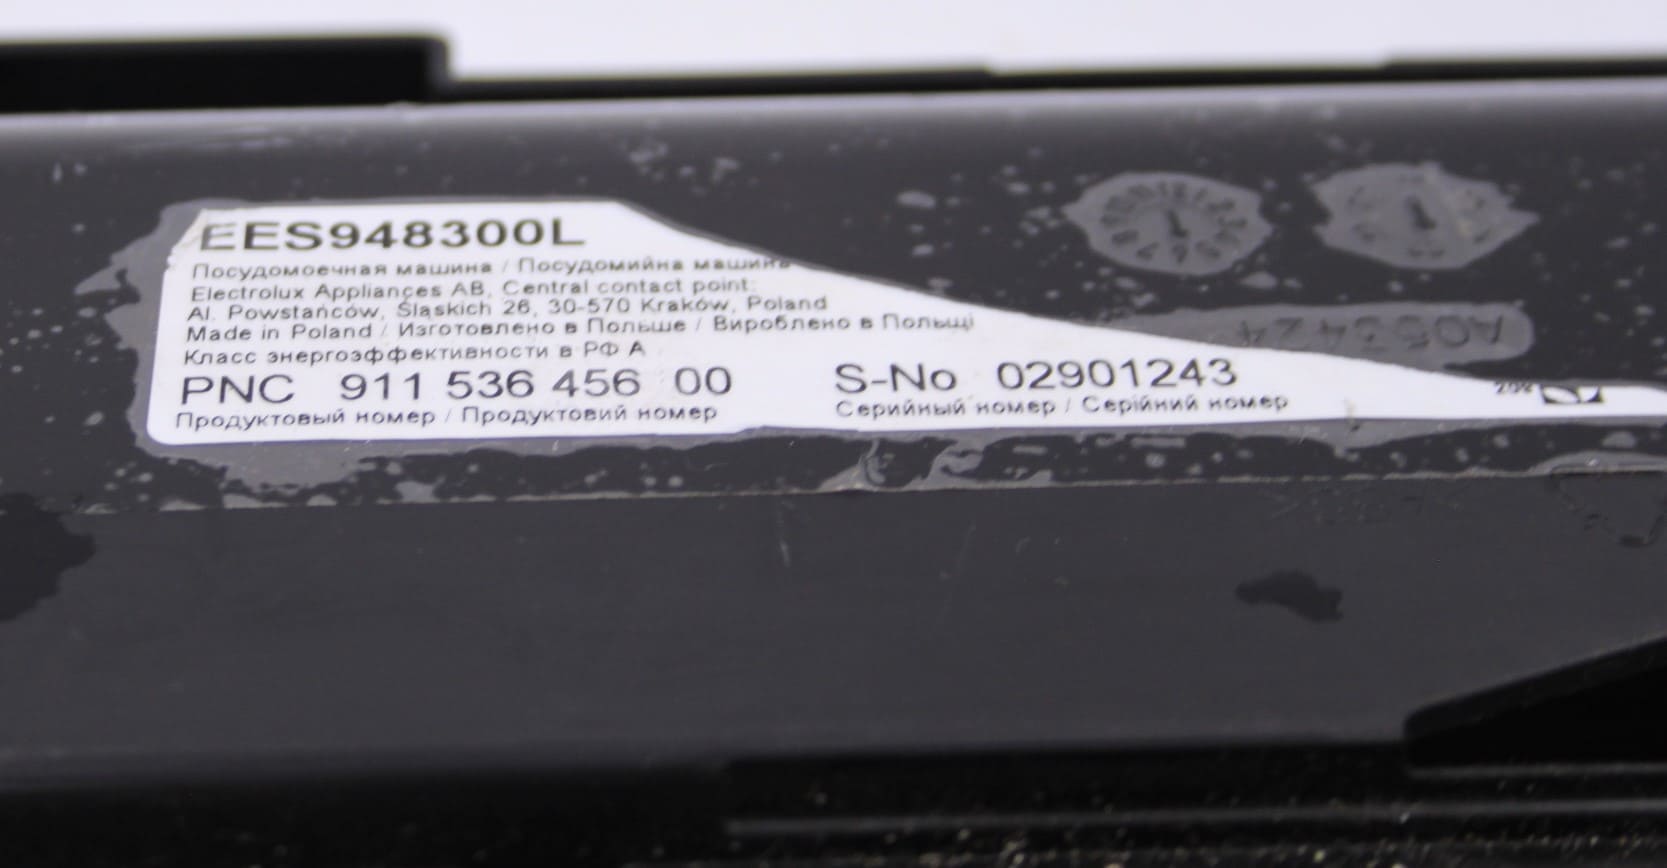 EES948300L
Посудомоечная машина / Посудомийна машина
Electrolux Appliances AB, Central contact point:
Al. Powstańców, Śląskich 26, 30-570 Kraków, Poland
Made in Poland / Изготовлено в Польше / Вироблено в Польщі
Класс энергоэффективности в РФ А
PNC 911 536 456 00 S-No 02901243
Продуктовый номер / Продуктовий номер Серийный номер / Серійний номер